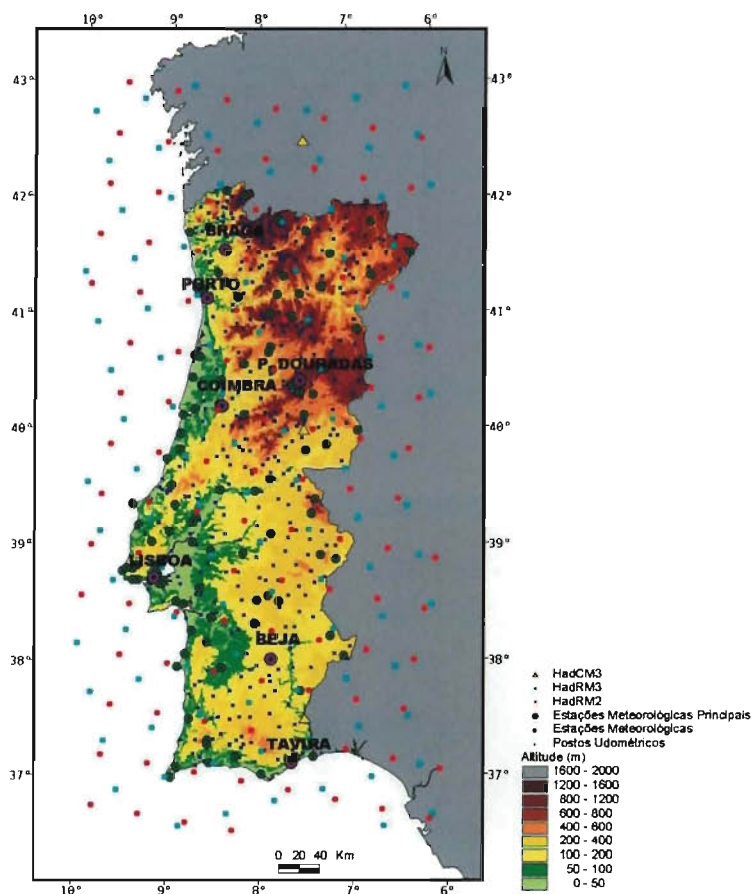 10° 9° 8° 7° 6°
N
43° 43°
42° 42°
BRAGA
PORTO
41° 41°
P. DOURADAS
COIMBRA
40° 40°
39° 39°
LISBOA
BEJA
38° 38°
TAVIRA
37° 37°
0 20 40 Km
10° 9° 8° 7° 6°
HadCM3
HadRM3
HadRM2
Estações Meteorológicas Principais
Estações Meteorológicas
Postos Udométricos
Altitude (m)
1600 - 2000
1200 - 1600
800 - 1200
600 - 800
400 - 600
200 - 400
100 - 200
50 - 100
0 - 50